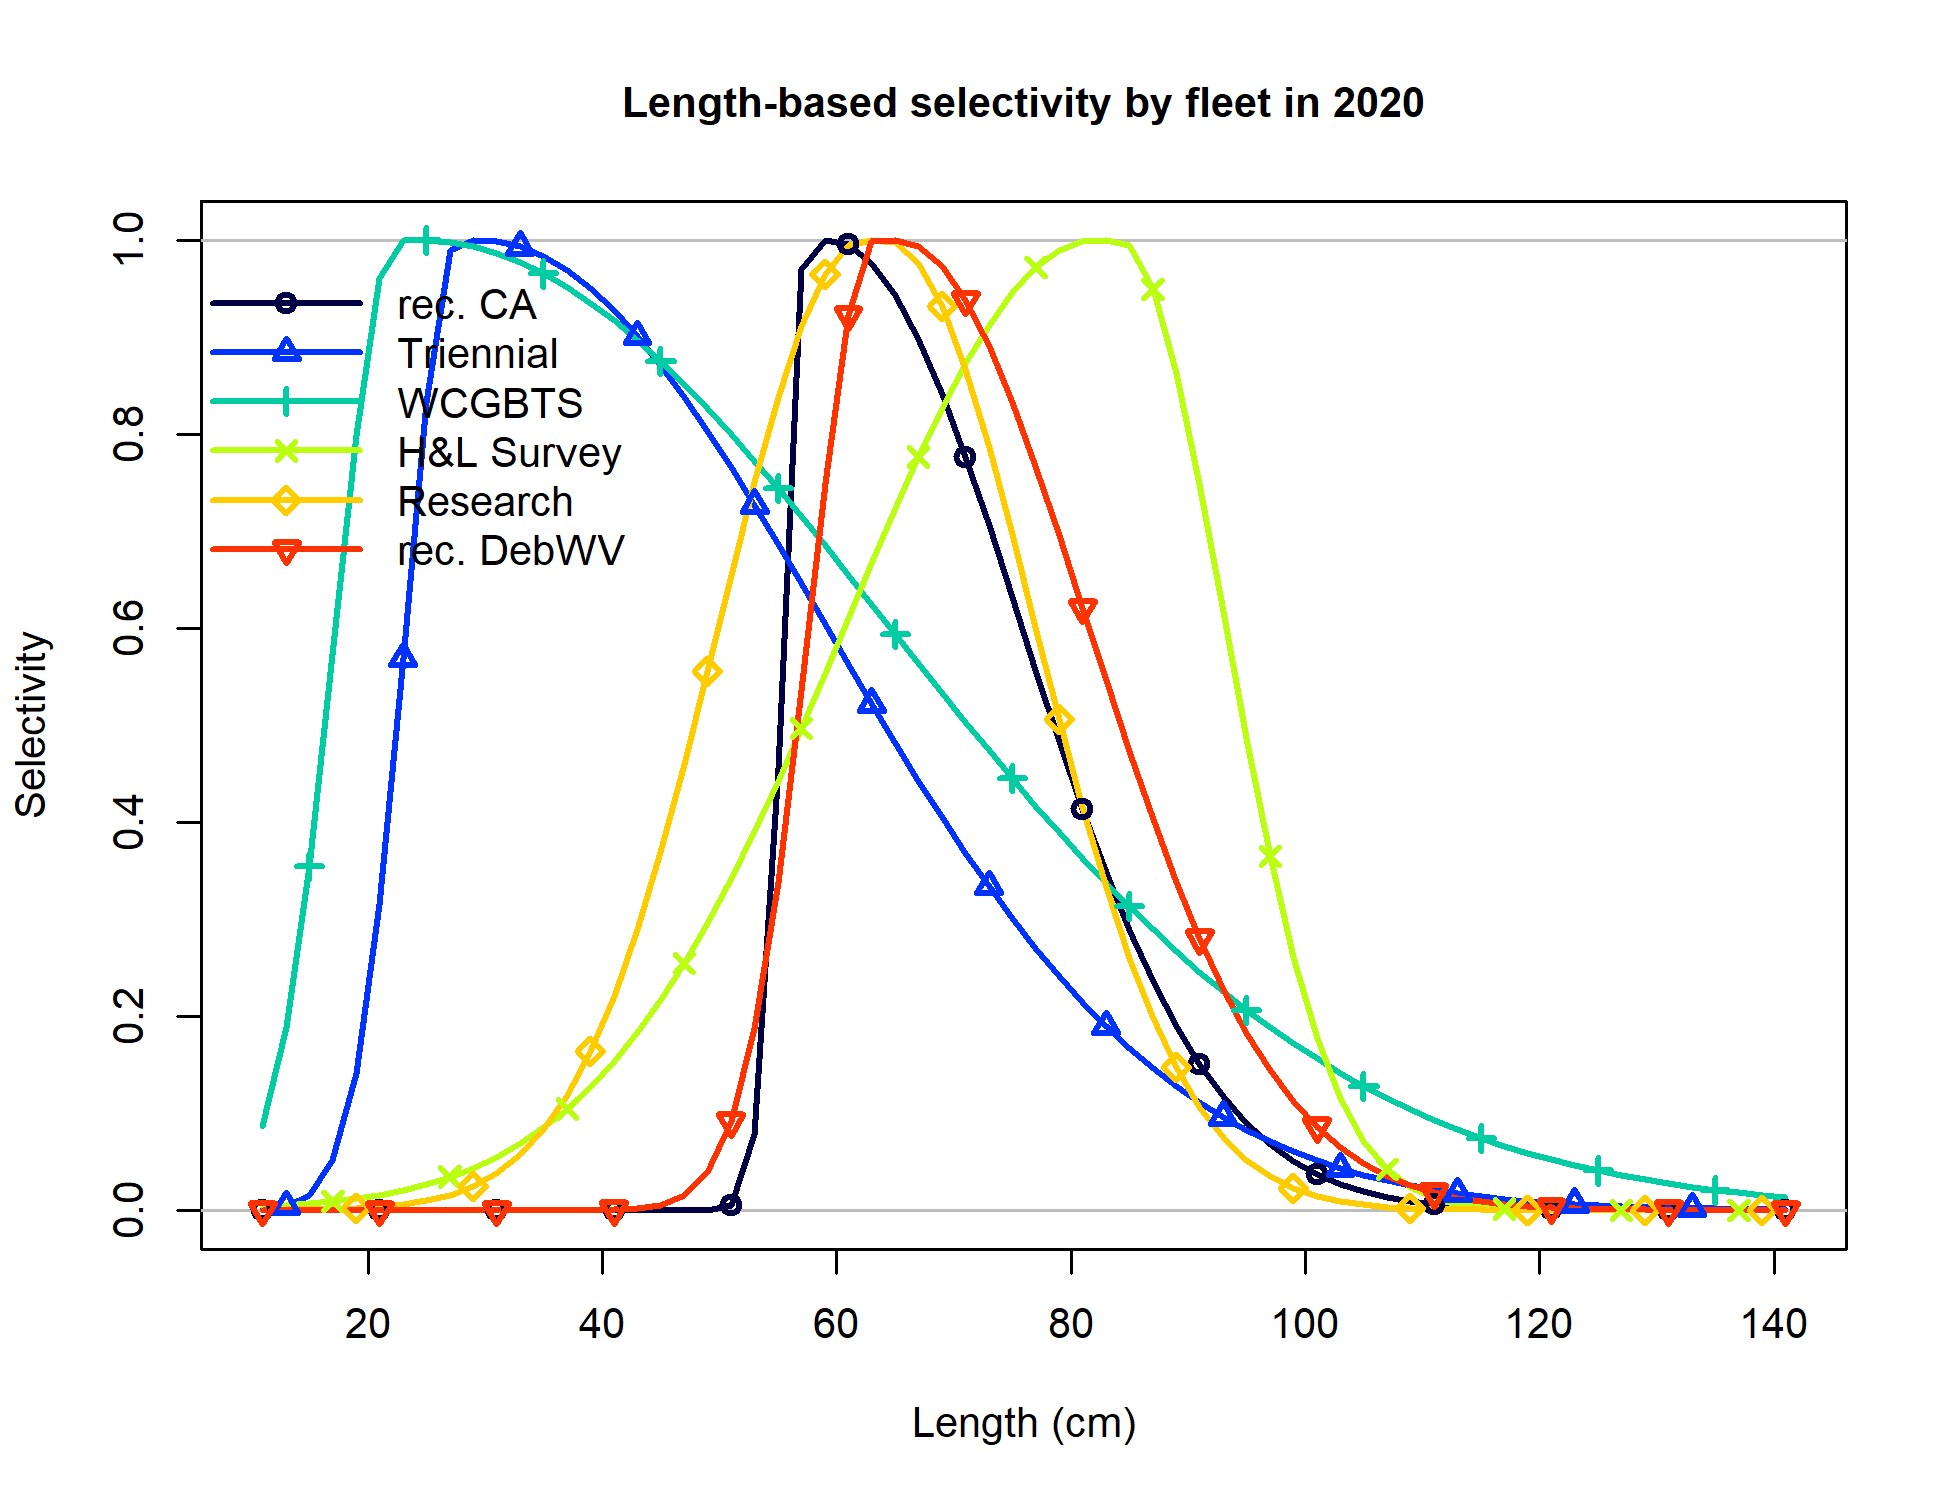 Length-based selectivity by fleet in 2020
Selectivity
1.0
0.8
0.6
0.4
0.2
0.0
rec. CA
Triennial
WCGBTS
H&L Survey
Research
rec. DebWV
20 40 60 80 100 120 140
Length (cm)